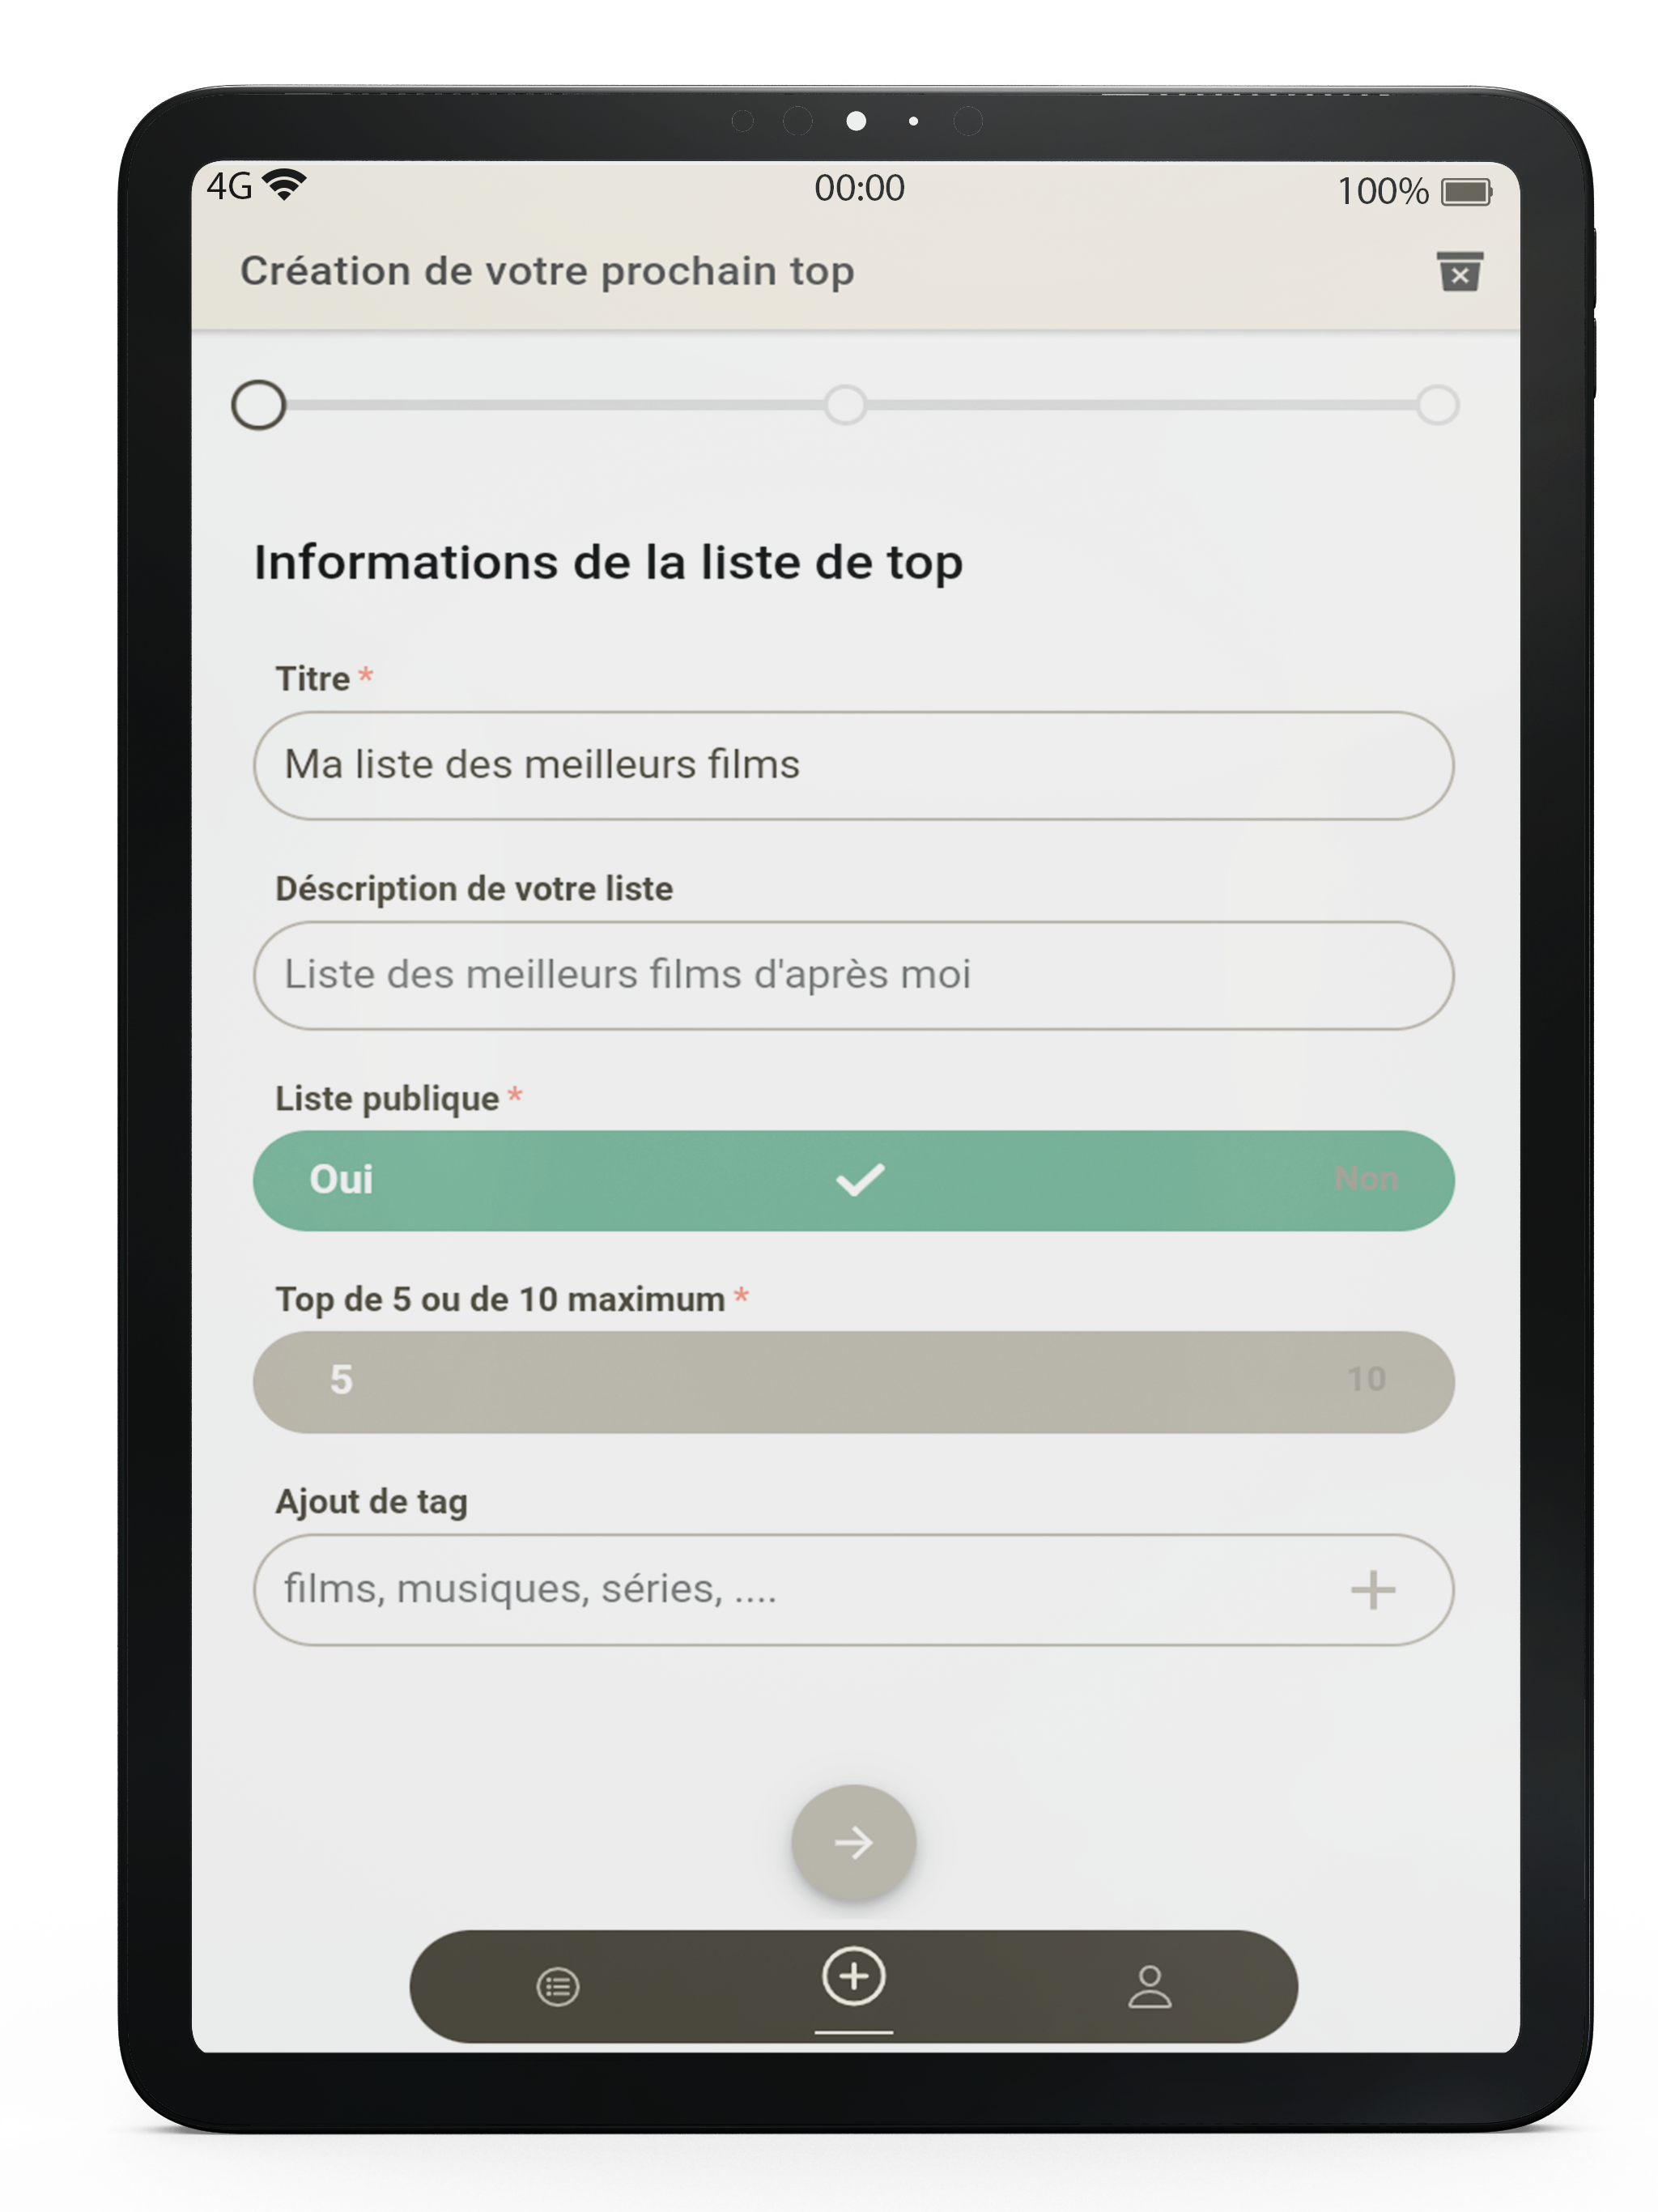 4G 00:00 100%
Création de votre prochain top
Informations de la liste de top
Titre *
Ma liste des meilleurs films
Déscription de votre liste
Liste des meilleurs films d'après moi
Liste publique *
Oui Non
Top de 5 ou de 10 maximum *
5 10
Ajout de tag
films, musiques, séries, ....